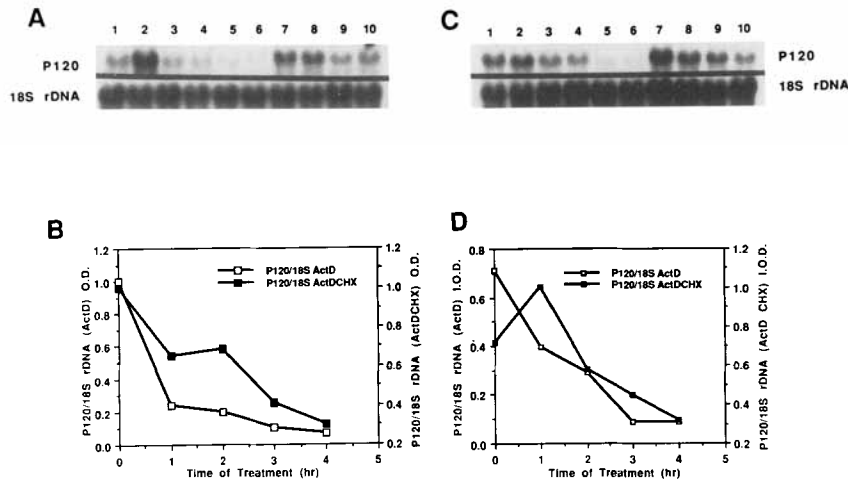 A
1 2 3 4 5 6 7 8 9 10
P120
18S rDNA
C
1 2 3 4 5 6 7 8 9 10
P120
18S rDNA
B
P120/18S rDNA (ActD) O.D.
1.2
1.0
0.8
0.6
0.4
0.2
0.0
P120/18S ActD
P120/18S ActDCHX
1.2
1.0
0.8
0.6
0.4
0.2
P120/18S rDNA (ActDCHX) O.D.
0 1 2 3 4 5
Time of Treatment (hr)
D
P120/18S rDNA (ActD) I.O.D.
0.8
0.6
0.4
0.2
0.0
P120/18S ActD
P120/18S ActDCHX
1.2
1.0
0.8
0.6
0.4
0.2
P120/18S rDNA (ActD CHX) I.O.D.
0 1 2 3 4 5
Time of Treatment (hr)